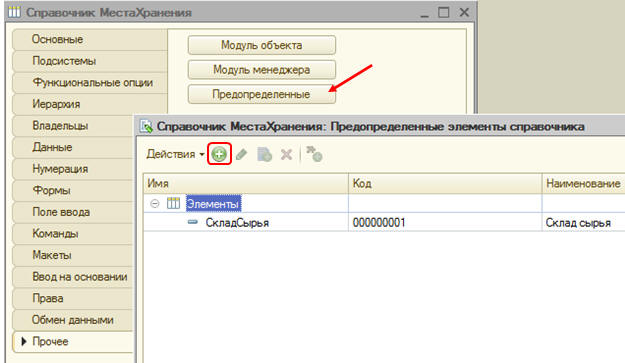 Справочник МестаХранения
Основные
Подсистемы
Функциональные опции
Иерархия
Владельцы
Данные
Нумерация
Формы
Поле ввода
Команды
Макеты
Ввод на основании
Права
Обмен данными
Прочее
Модуль объекта
Модуль менеджера
Предопределенные
Справочник МестаХранения: Предопределенные элементы справочника
Действия
Имя Код Наименование
Элементы
СкладСырья 000000001 Склад сырья